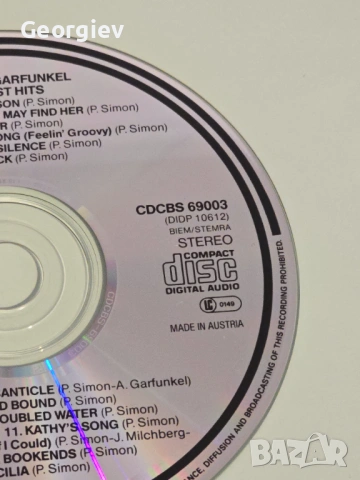 Georgiev
GARFUNKEL
ST HITS
SON (P. Simon)
MAY FIND HER (P. Simon)
R (P. Simon)
ONG (Feelin' Groovy) (P. Simon)
SILENCE (P. Simon)
CK (P. Simon)
CDCBS 69003
(DIDP 10612)
BIEM/STEMRA
STEREO
COMPACT
disc
DIGITAL AUDIO
LC 0149
MADE IN AUSTRIA
ANCE, DIFFUSION AND BROADCASTING OF THIS RECORDING PROHIBITED.
ANTICLE (P. Simon-A. Garfunkel)
D BOUND (P. Simon)
OUBLED WATER (P. Simon)
11. KATHY'S SONG (P. Simon)
f I Could) (P. Simon-J. Milchberg-
BOOKENDS (P. Simon)
CILIA (P. Simon)
BAZAR